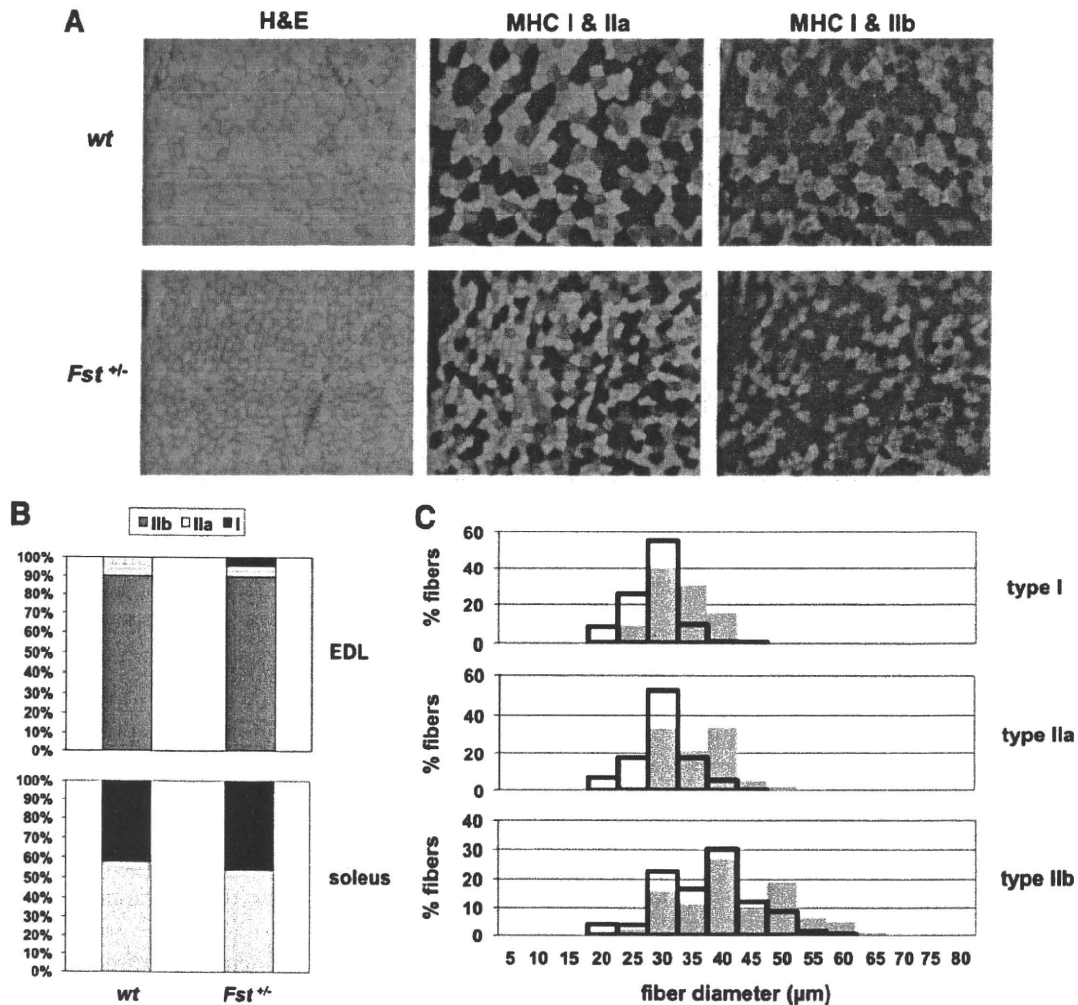 A
H&E
MHC I & IIa
MHC I & IIb
wt
Fst +/-
B
IIb IIa I
100%
90%
80%
70%
60%
50%
40%
30%
20%
10%
0%
EDL
100%
90%
80%
70%
60%
50%
40%
30%
20%
10%
0%
soleus
wt
Fst +/-
C
60
40
20
0
% fibers
type I
60
40
20
0
% fibers
type IIa
40
30
20
10
0
% fibers
type IIb
5 10 15 20 25 30 35 40 45 50 55 60 65 70 75 80
fiber diameter (µm)